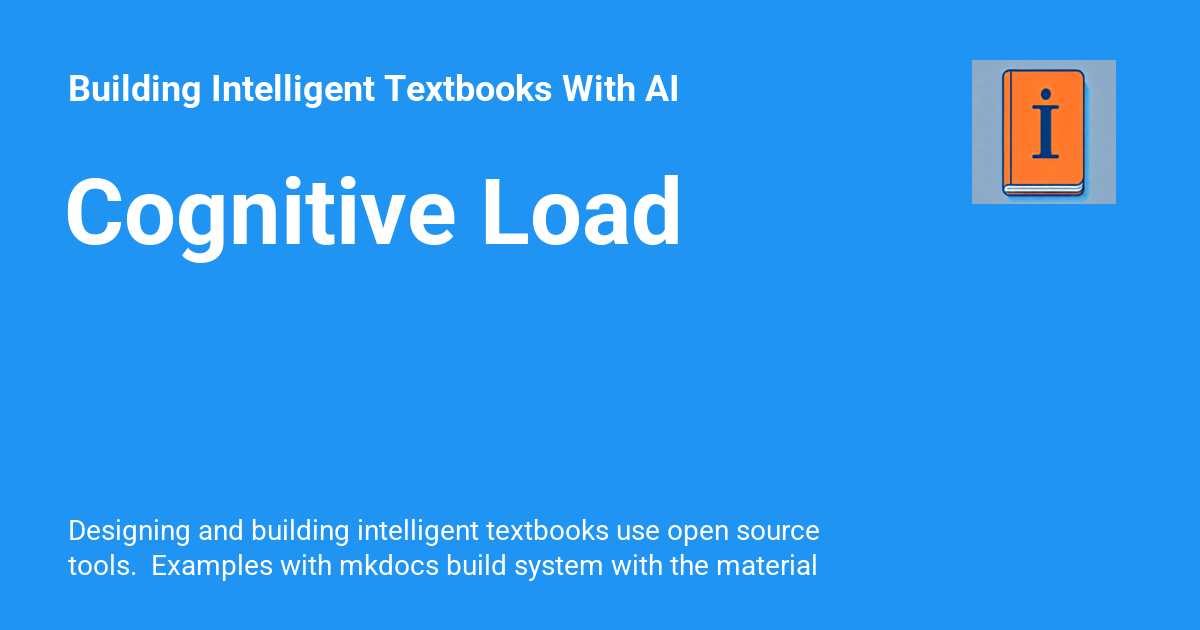 Building Intelligent Textbooks With AI
i
Cognitive Load
Designing and building intelligent textbooks use open source
tools.  Examples with mkdocs build system with the material